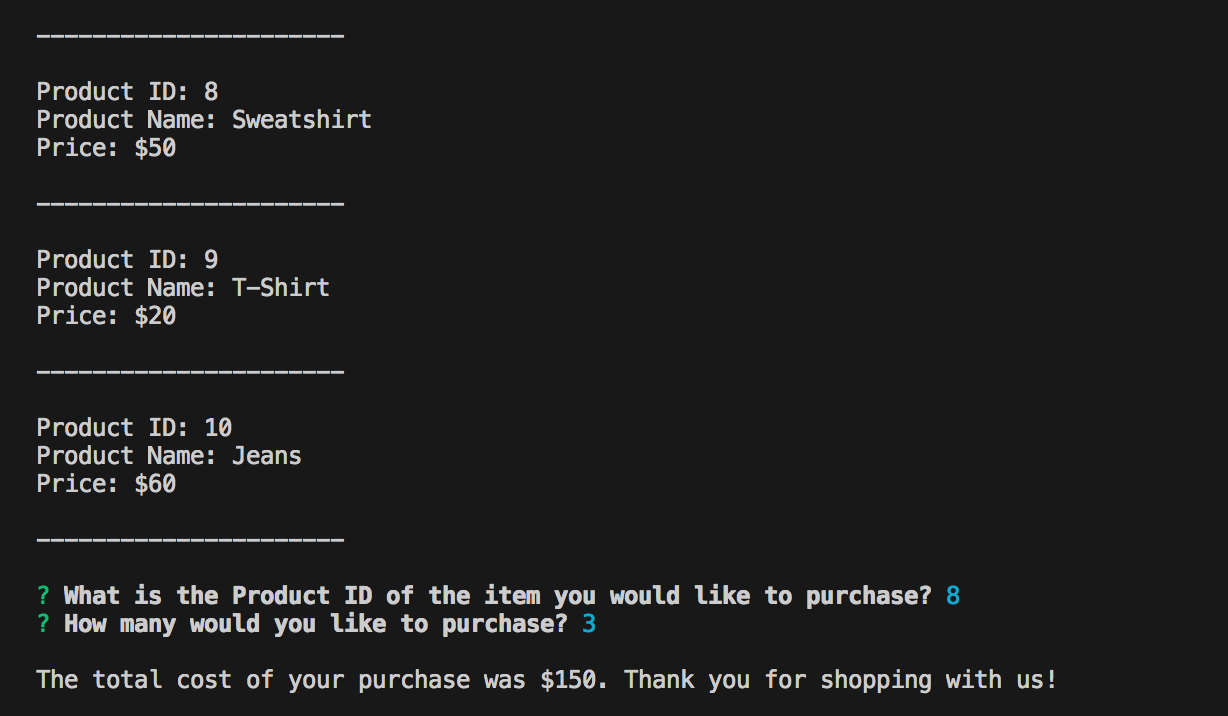 ----------------------
Product ID: 8
Product Name: Sweatshirt
Price: $50
----------------------
Product ID: 9
Product Name: T-Shirt
Price: $20
----------------------
Product ID: 10
Product Name: Jeans
Price: $60
----------------------
? What is the Product ID of the item you would like to purchase? 8
? How many would you like to purchase? 3
The total cost of your purchase was $150. Thank you for shopping with us!